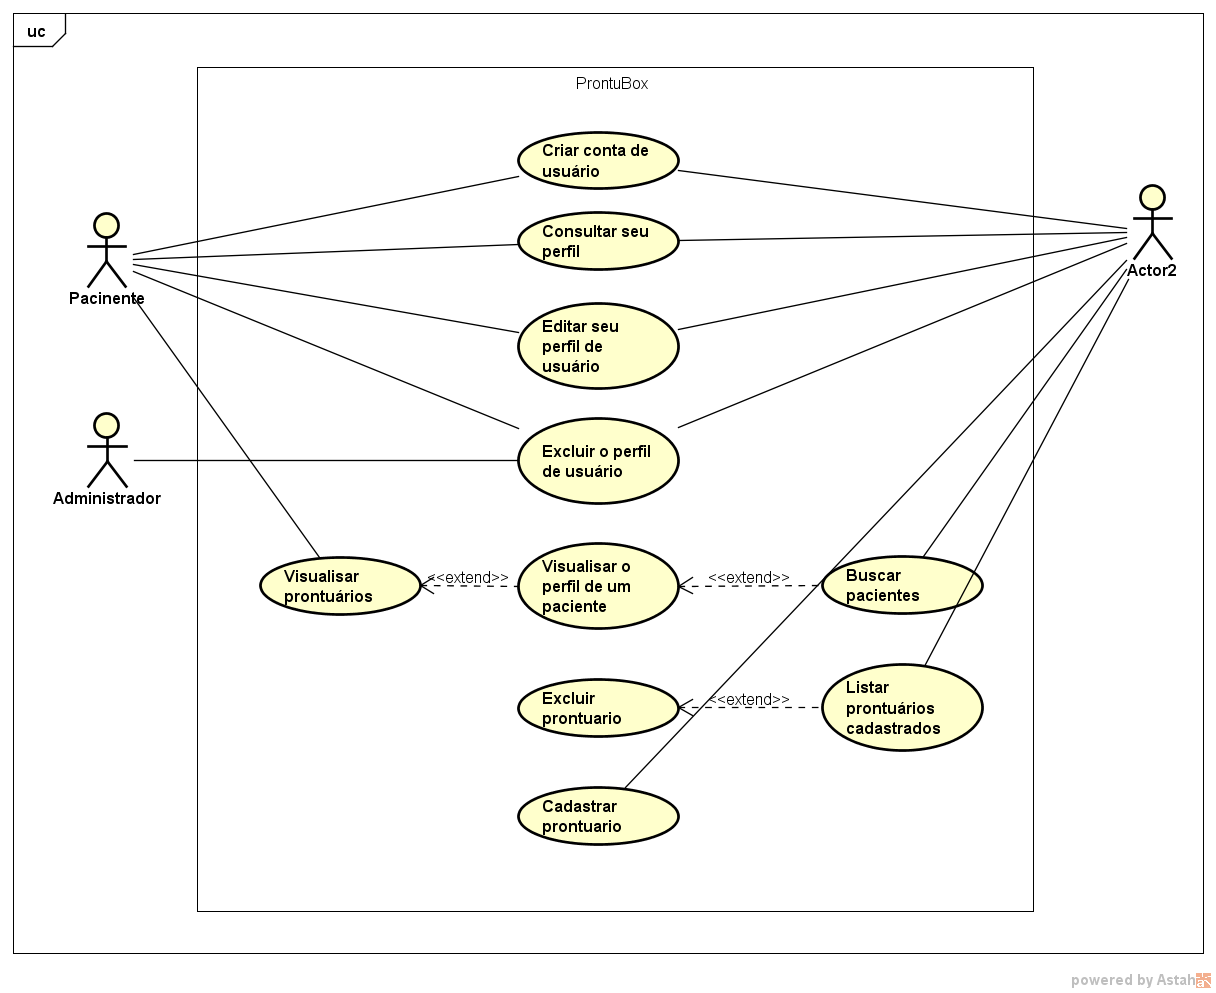 uc
ProntuBox
Criar conta de
usuário
Consultar seu
perfil
Pacinente
Actor2
Editar seu
perfil de
usuário
Excluir o perfil
de usuário
Administrador
Visualisar
prontuários
<<extend>>
Visualisar o
perfil de um
paciente
<<extend>>
Buscar
pacientes
Excluir
prontuario
<<extend>>
Listar
prontuários
cadastrados
Cadastrar
prontuario
powered by Astah